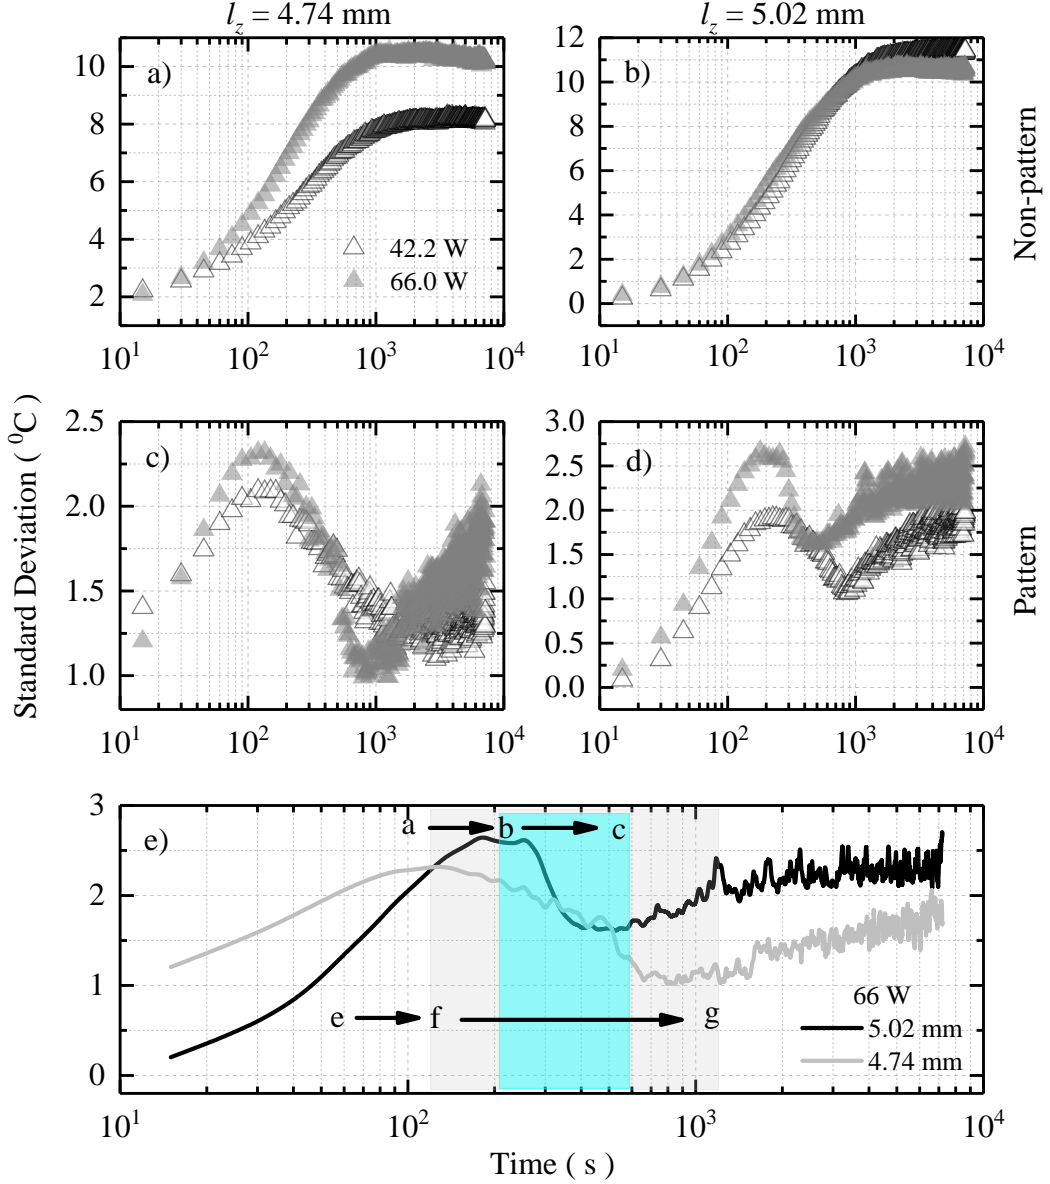 l_z = 4.74 mm
l_z = 5.02 mm
a)
10
8
6
4
2
42.2 W
66.0 W
10^1 10^2 10^3 10^4
b)
12
10
8
6
4
2
0
10^1 10^2 10^3 10^4
Non-pattern
Standard Deviation ( ^0C)
c)
2.5
2.0
1.5
1.0
10^1 10^2 10^3 10^4
d)
3.0
2.5
2.0
1.5
1.0
0.5
0.0
10^1 10^2 10^3 10^4
Pattern
e)
3
2
1
0
a b c
e f g
66 W
5.02 mm
4.74 mm
10^1 10^2 10^3 10^4
Time ( s )